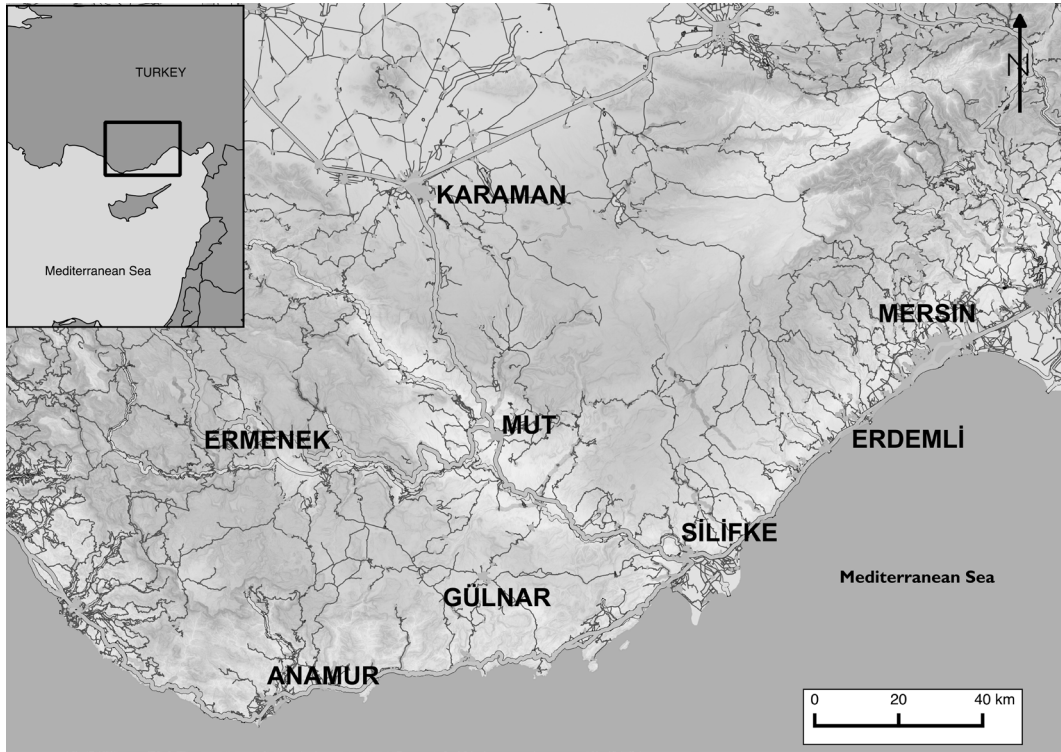 TURKEY
Mediterranean Sea
N
KARAMAN
MERSIN
ERMENEK
MUT
ERDEMLİ
SİLİFKE
Mediterranean Sea
GÜLNAR
ANAMUR
0 20 40 km